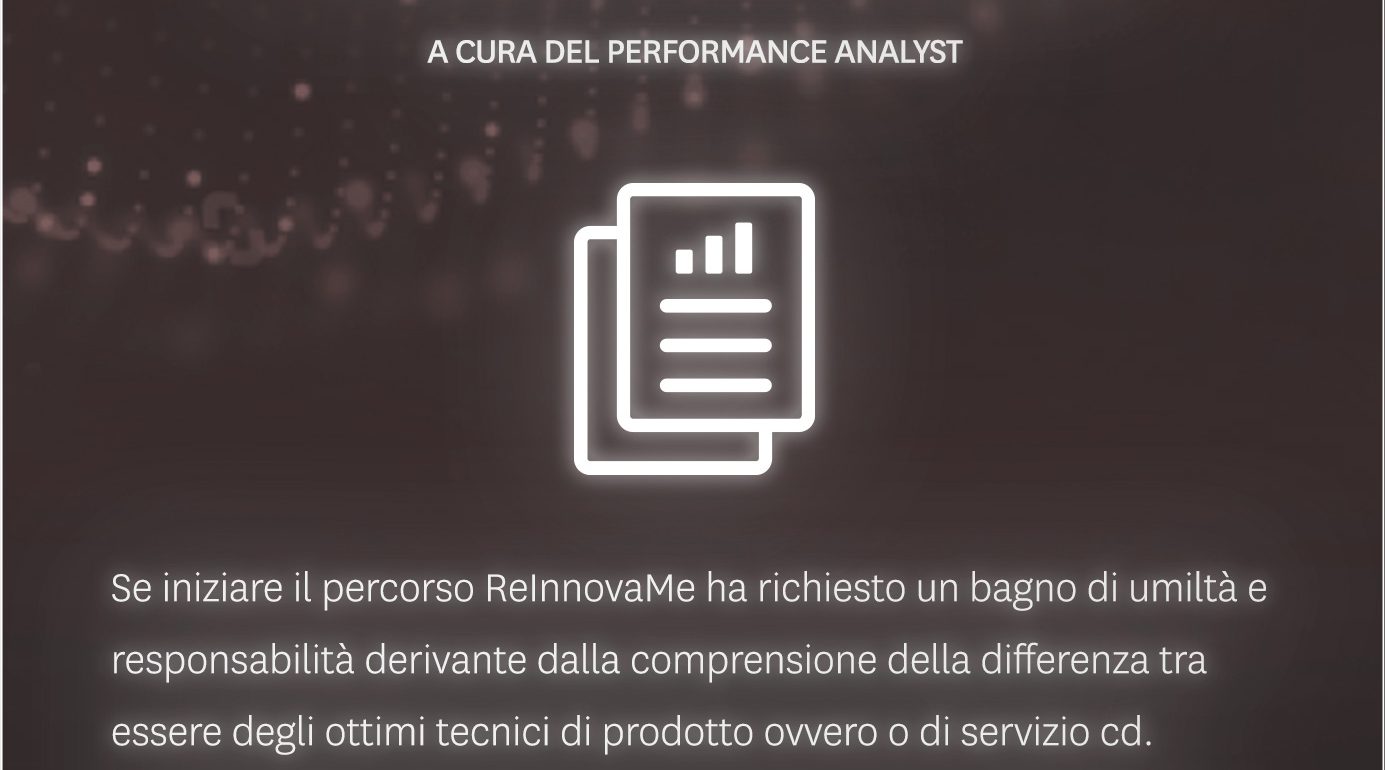 A CURA DEL PERFORMANCE ANALYST
Se iniziare il percorso ReInnovaMe ha richiesto un bagno di umiltà e
responsabilità derivante dalla comprensione della differenza tra
essere degli ottimi tecnici di prodotto ovvero o di servizio cd.